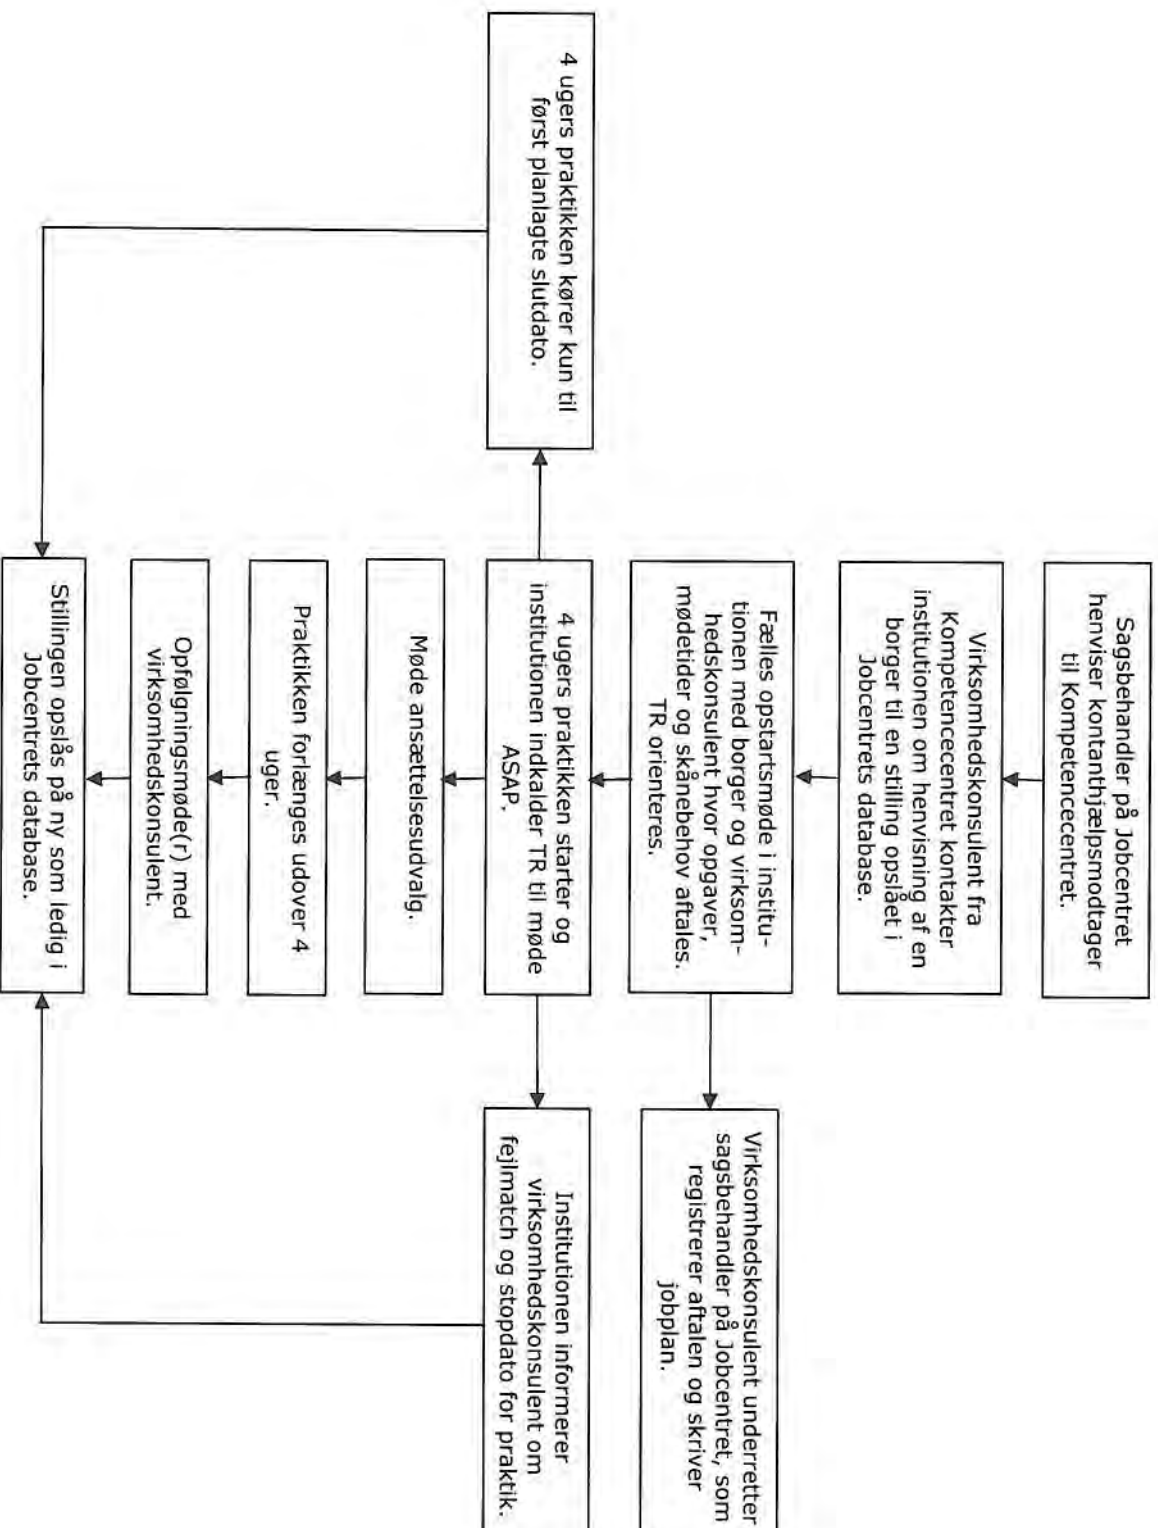 Sagsbehandler på Jobcentret
henviser kontanthjælpsmodtager
til Kompetencecentret.
Virksomhedskonsulent fra
Kompetencecentret kontakter
institutionen om henvisning af en
borger til en stilling opslået i
Jobcentrets database.
Fælles opstartsmøde i institu-
tionen med borger og virksom-
hedskonsulent hvor opgaver,
mødetider og skånebehov aftales.
TR orienteres.
Virksomhedskonsulent underretter
sagsbehandler på Jobcentret, som
registrerer aftalen og skriver
jobplan.
4 ugers praktikken kører kun til
først planlagte slutdato.
4 ugers praktikken starter og
institutionen indkalder TR til møde
ASAP.
Institutionen informerer
virksomhedskonsulent om
fejlmatch og stopdato for praktik.
Møde ansættelsesudvalg.
Praktikken forlænges udover 4
uger.
Opfølgningsmøde(r) med
virksomhedskonsulent.
Stillingen opslås på ny som ledig i
Jobcentrets database.